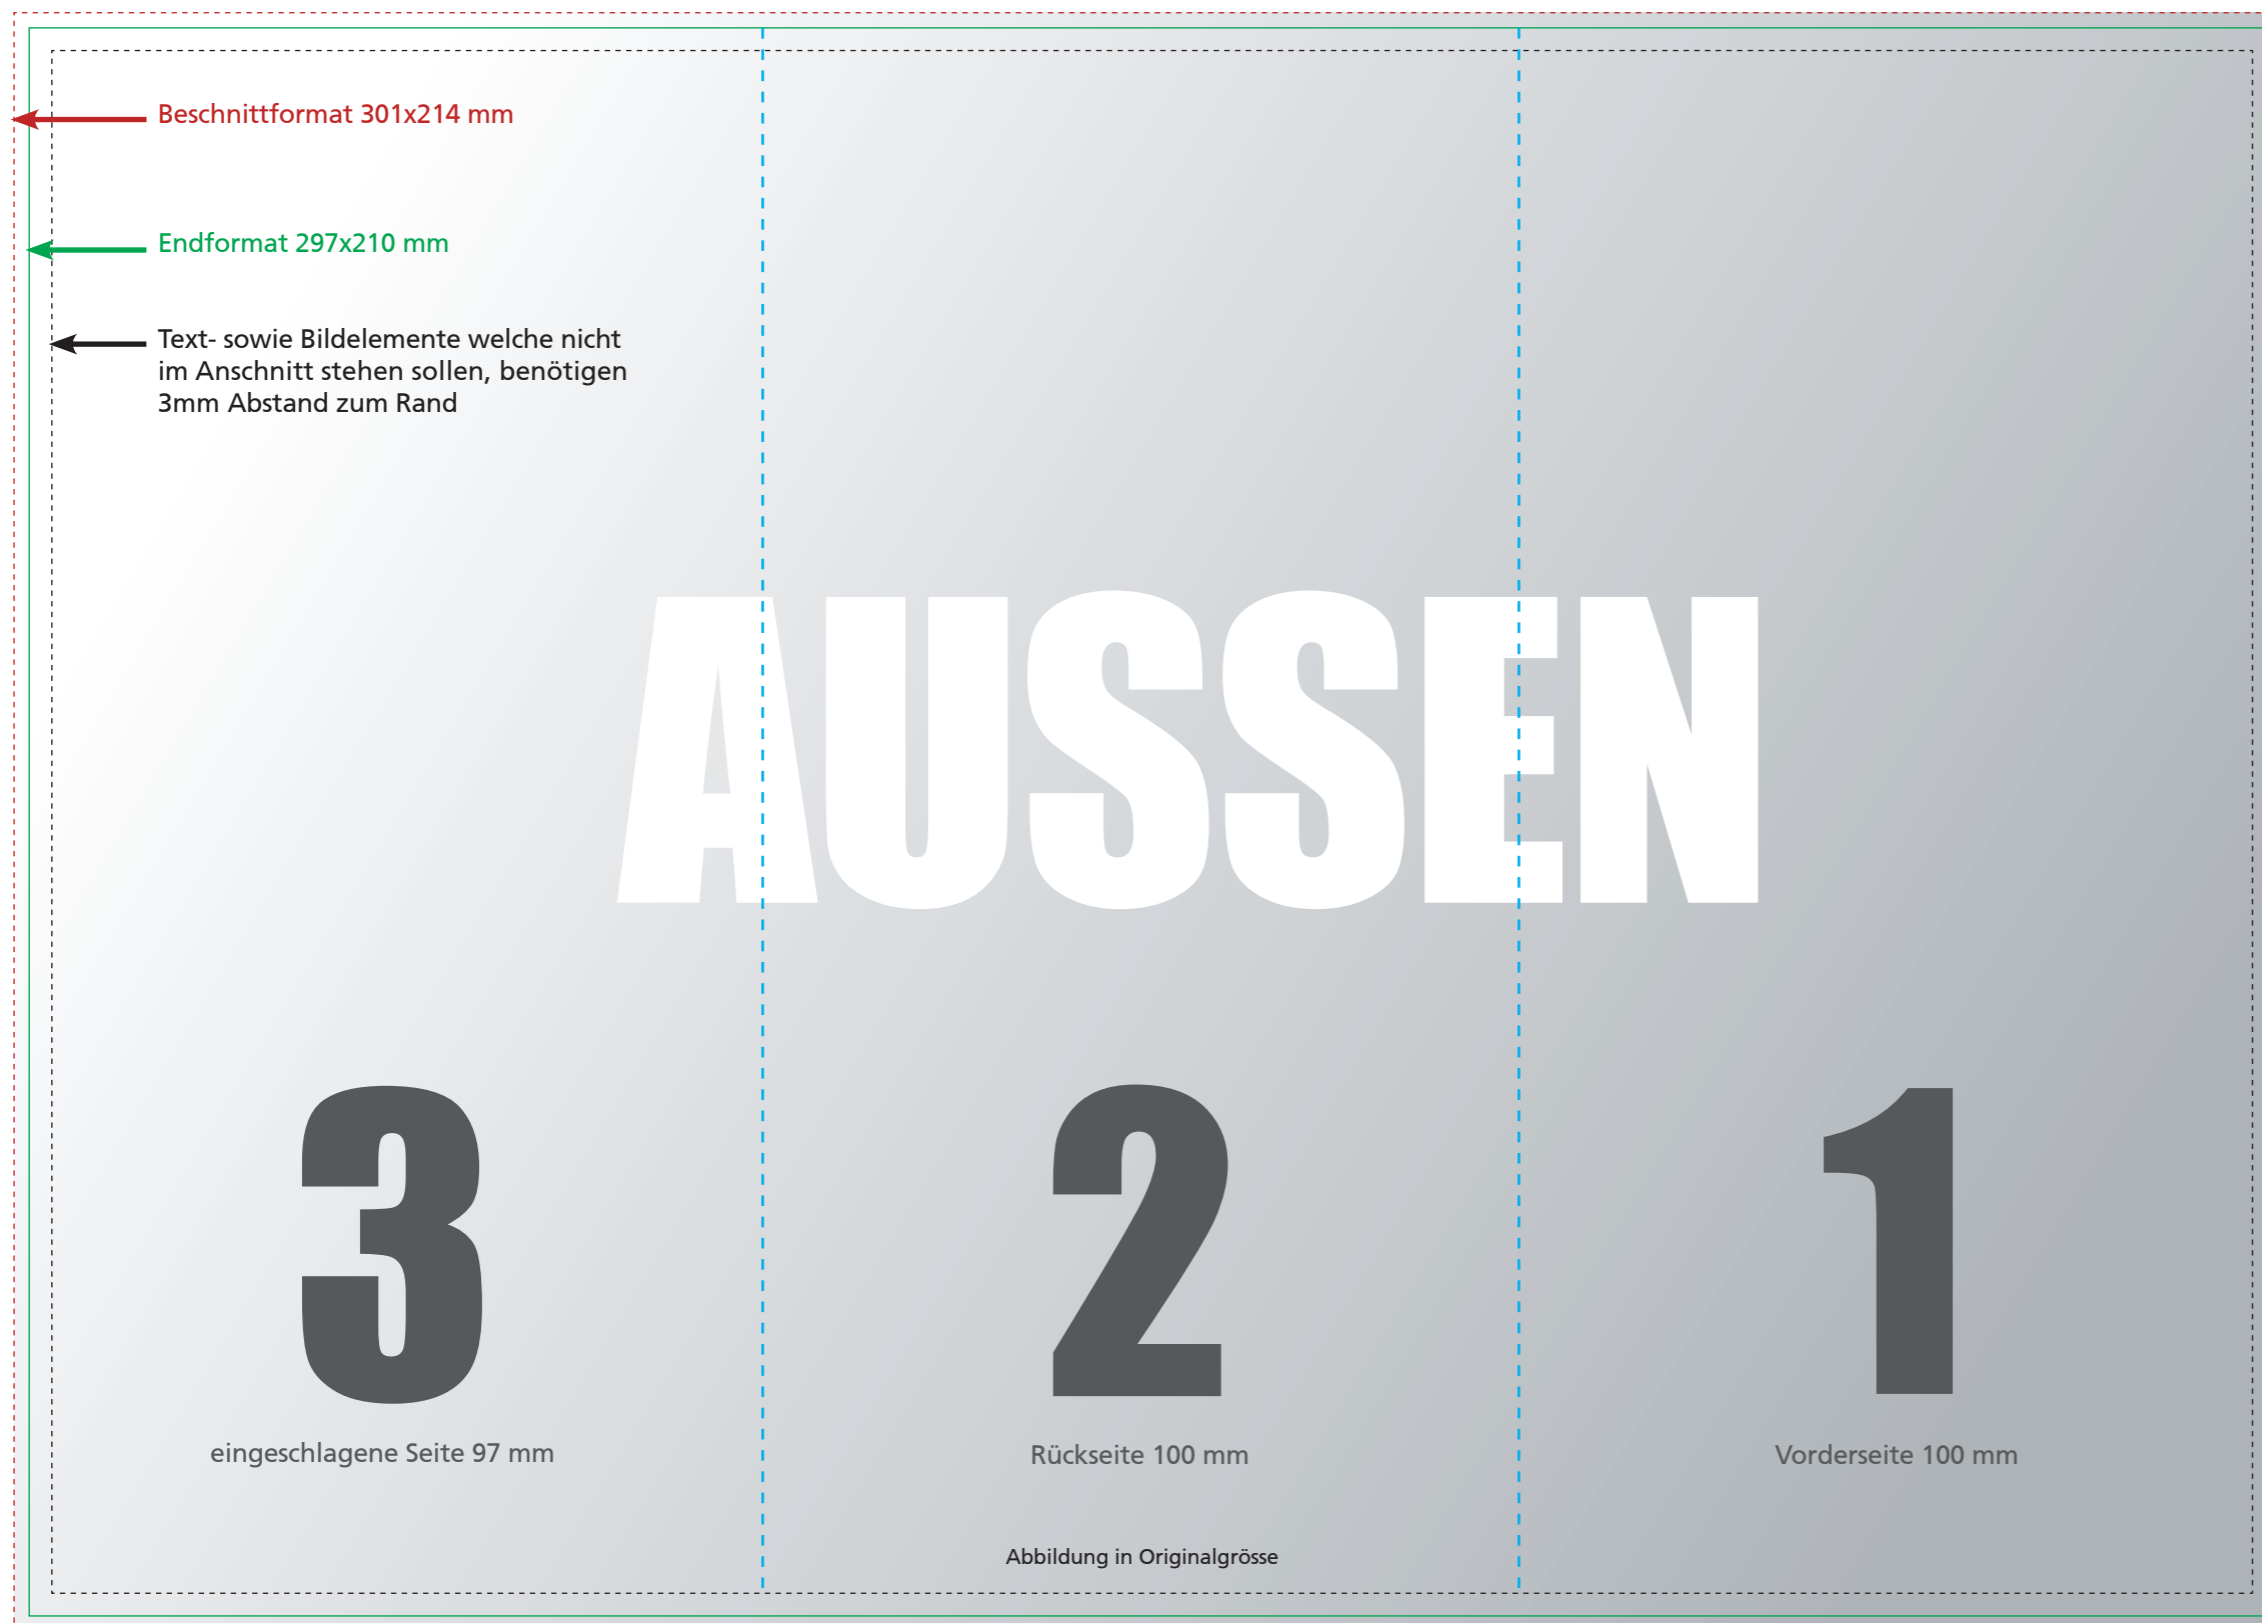 Beschnittformat 301x214 mm
Endformat 297x210 mm
Text- sowie Bildelemente welche nicht
im Anschnitt stehen sollen, benötigen
3mm Abstand zum Rand
AUSSEN
3
2
1
eingeschlagene Seite 97 mm
Rückseite 100 mm
Vorderseite 100 mm
Abbildung in Originalgrösse